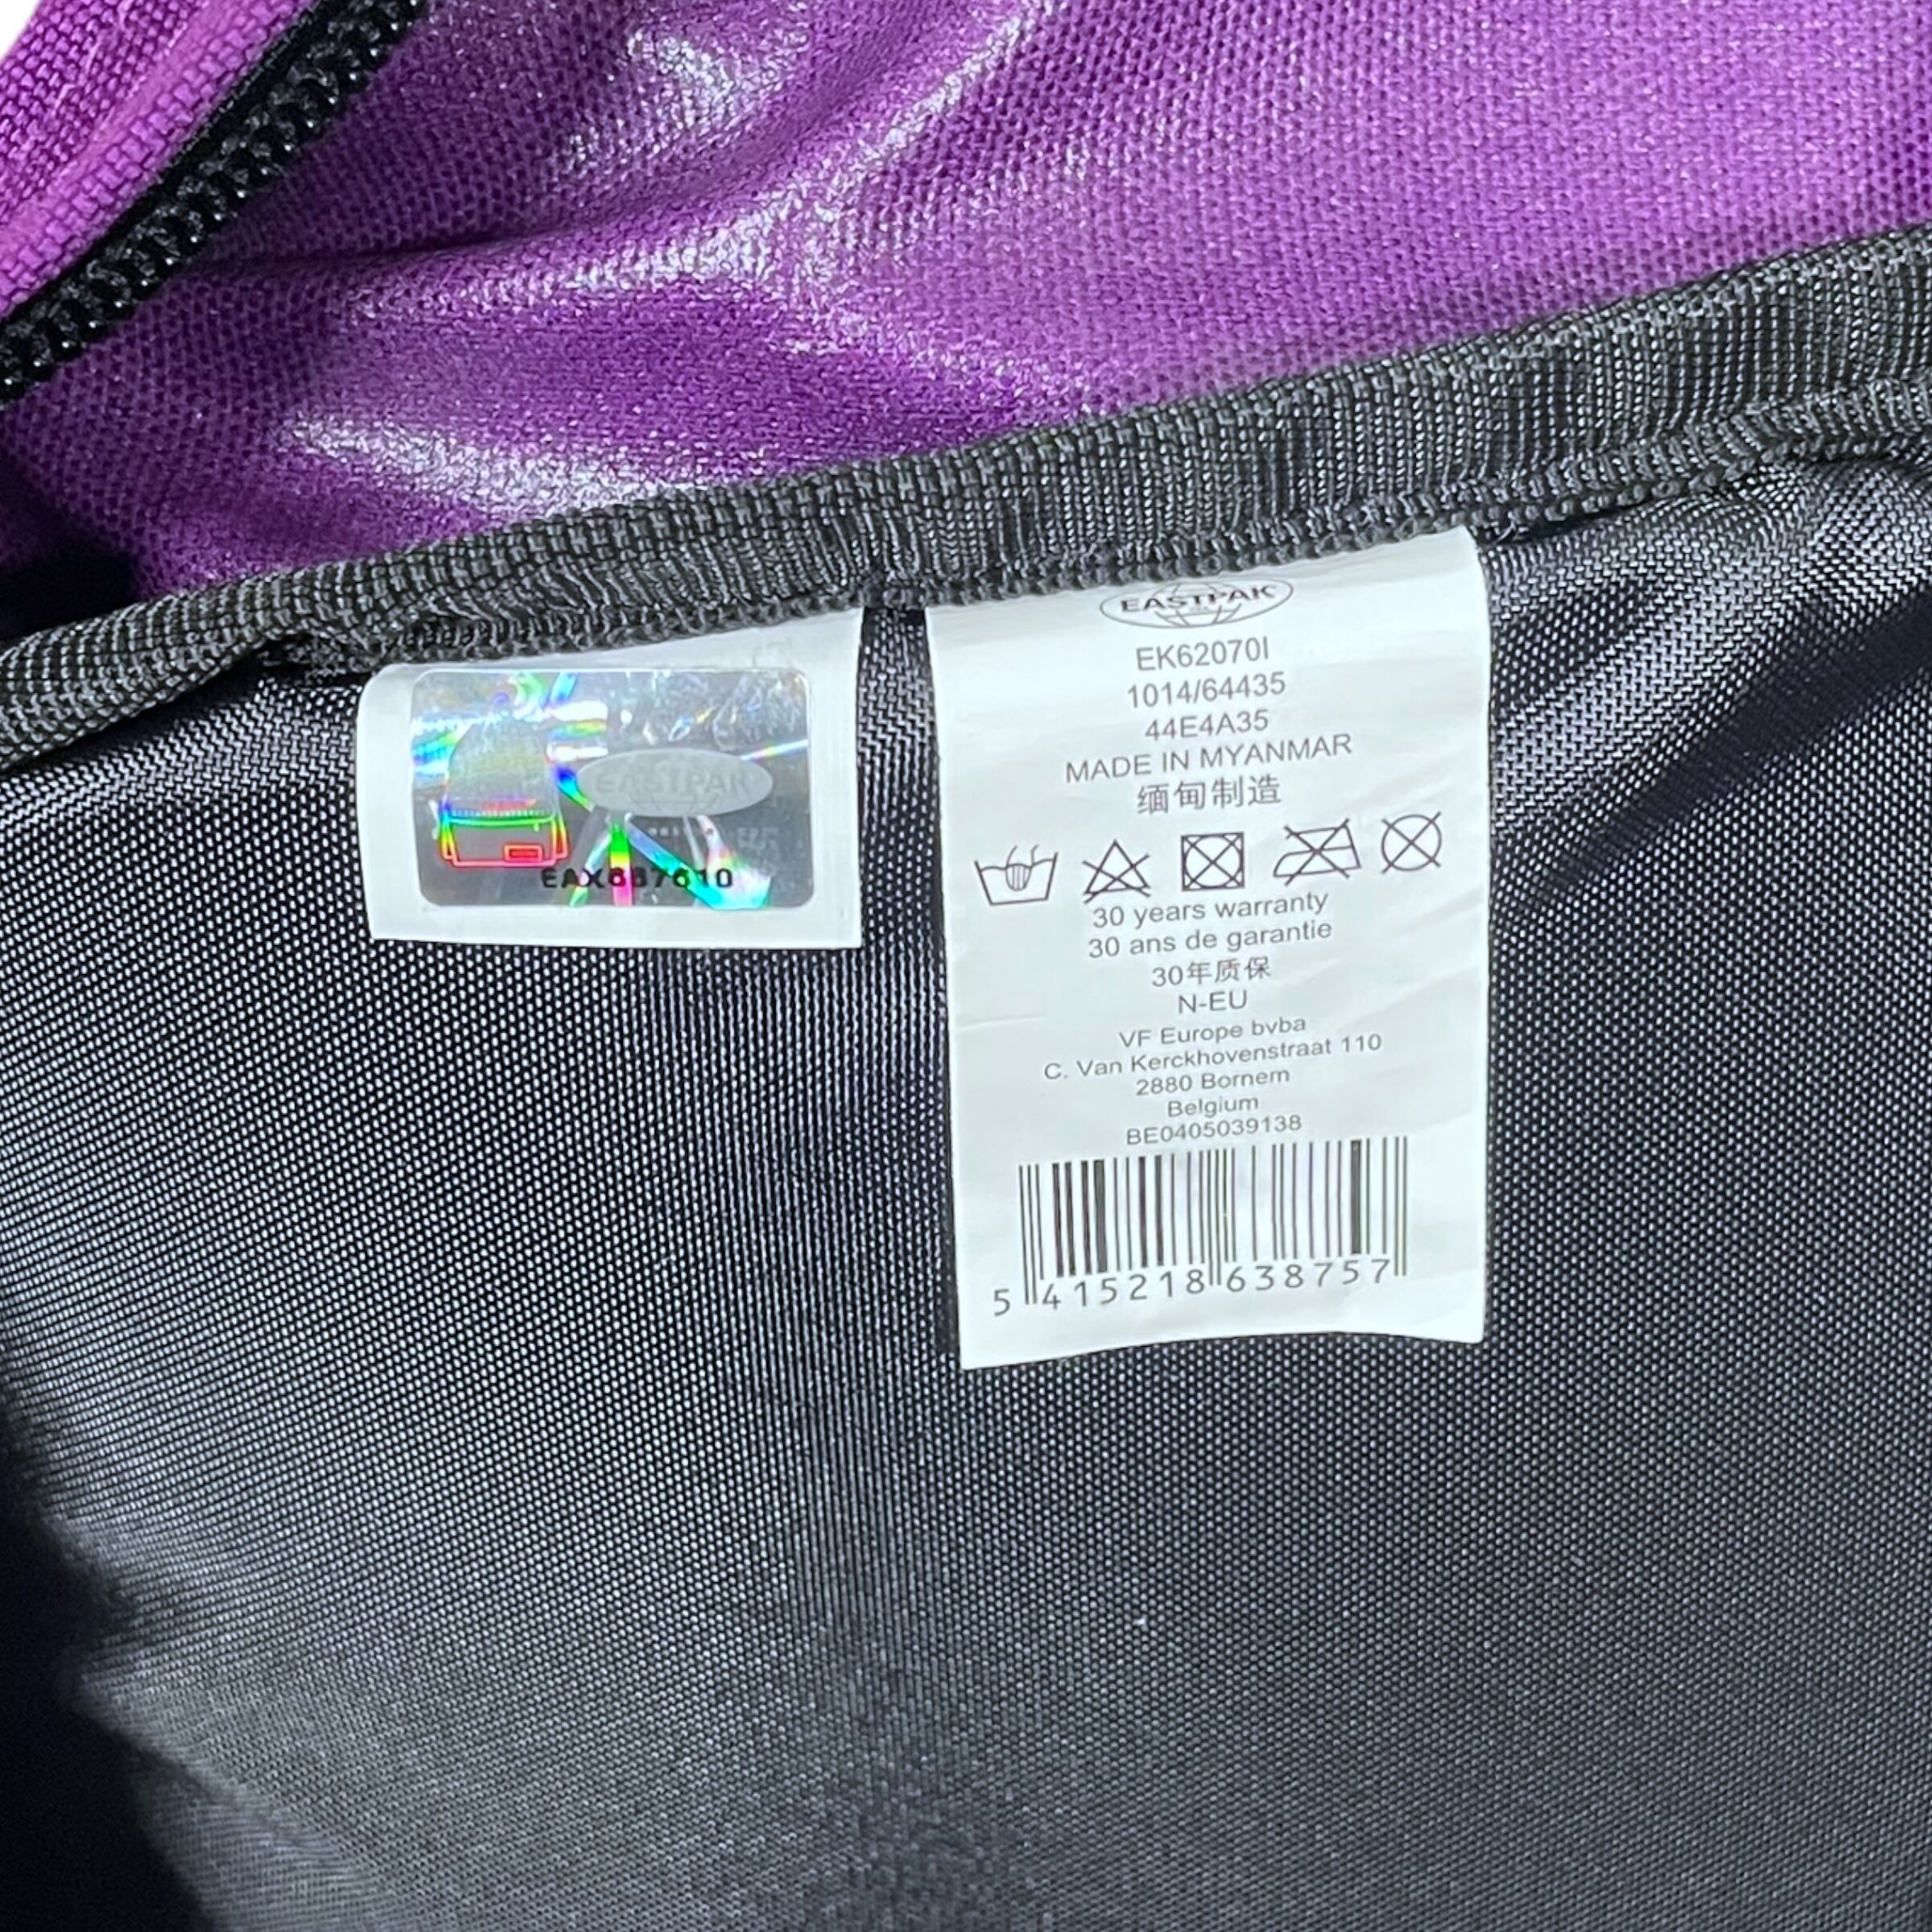 EASTPAK
EASTPAK
EK62070I
1014/64435
44E4A35
MADE IN MYANMAR
缅甸制造
30 years warranty
30 ans de garantie
30年质保
N-EU
VF Europe bvba
C. Van Kerckhovenstraat 110
2880 Bornem
Belgium
BE0405039138
5 415218 638757